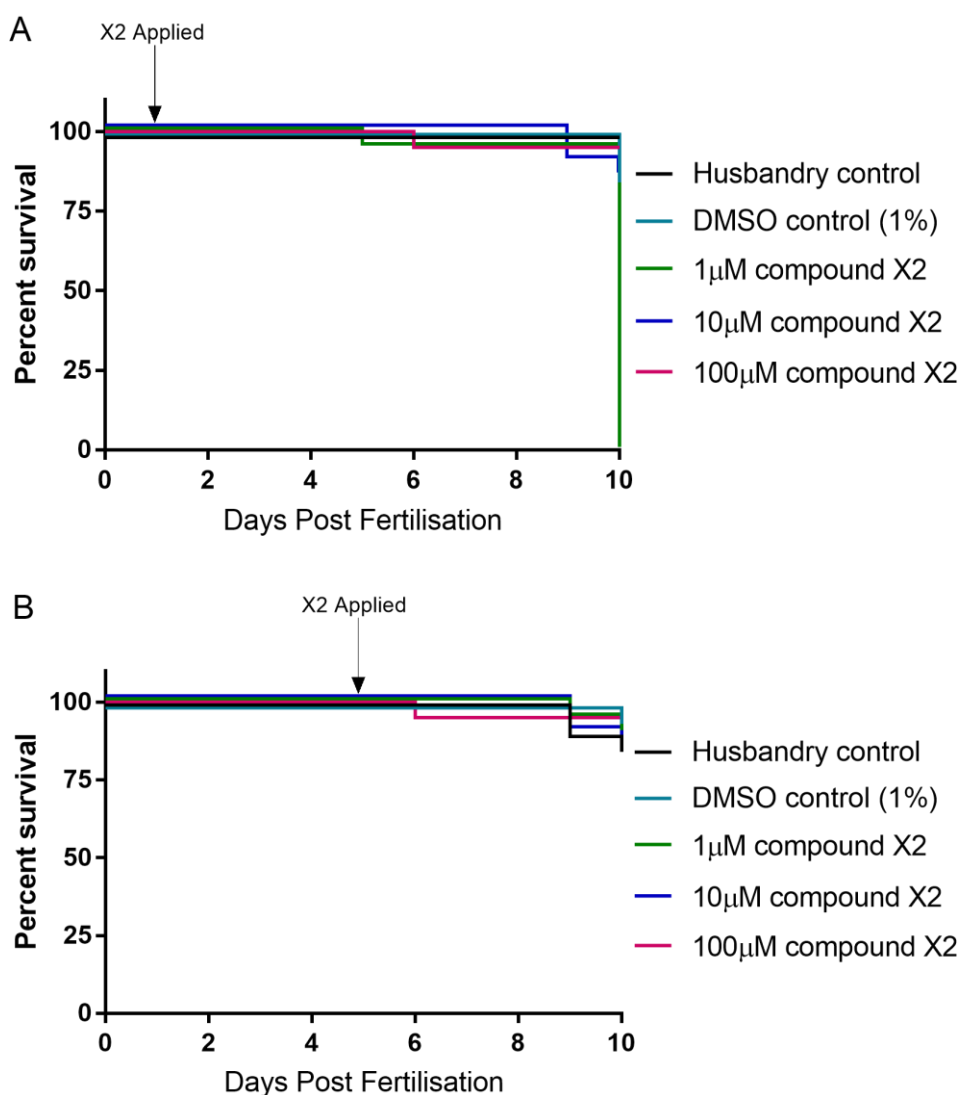 A
X2 Applied
100
75
50
25
0
Percent survival
0 2 4 6 8 10
Days Post Fertilisation
Husbandry control
DMSO control (1%)
1μM compound X2
10μM compound X2
100μM compound X2
B
X2 Applied
100
75
50
25
0
Percent survival
0 2 4 6 8 10
Days Post Fertilisation
Husbandry control
DMSO control (1%)
1μM compound X2
10μM compound X2
100μM compound X2